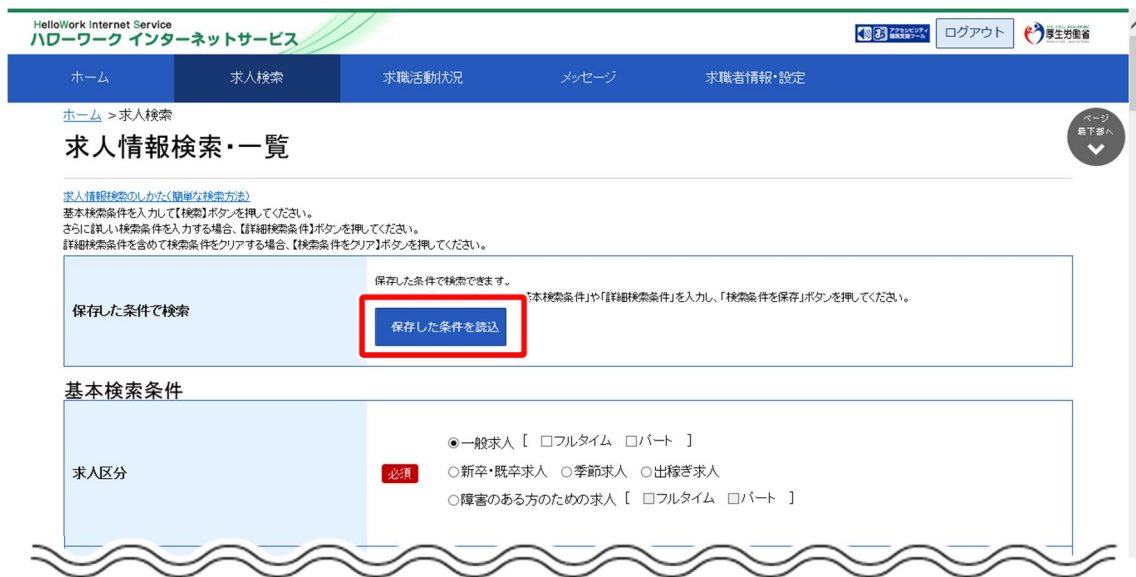 HelloWork Internet Service
ハローワーク インターネットサービス
アクセシビリティ
閲覧支援ツール
ログアウト
厚生労働省
ホーム
求人検索
求職活動状況
メッセージ
求職者情報・設定
ホーム >求人検索
ページ
最下部へ
求人情報検索・一覧
求人情報検索のしかた(簡単な検索方法)
基本検索条件を入力して【検索】ボタンを押してください。
さらに詳しい検索条件を入力する場合、【詳細検索条件】ボタンを押してください。
詳細検索条件を含めて検索条件をクリアする場合、【検索条件をクリア】ボタンを押してください。
保存した条件で検索
保存した条件で検索できます。
本検索条件」や「詳細検索条件」を入力し、「検索条件を保存」ボタンを押してください。
保存した条件を読込
基本検索条件
求人区分
必須
一般求人 [ フルタイム パート ]
新卒・既卒求人 季節求人 出稼ぎ求人
障害のある方のための求人 [ フルタイム パート ]